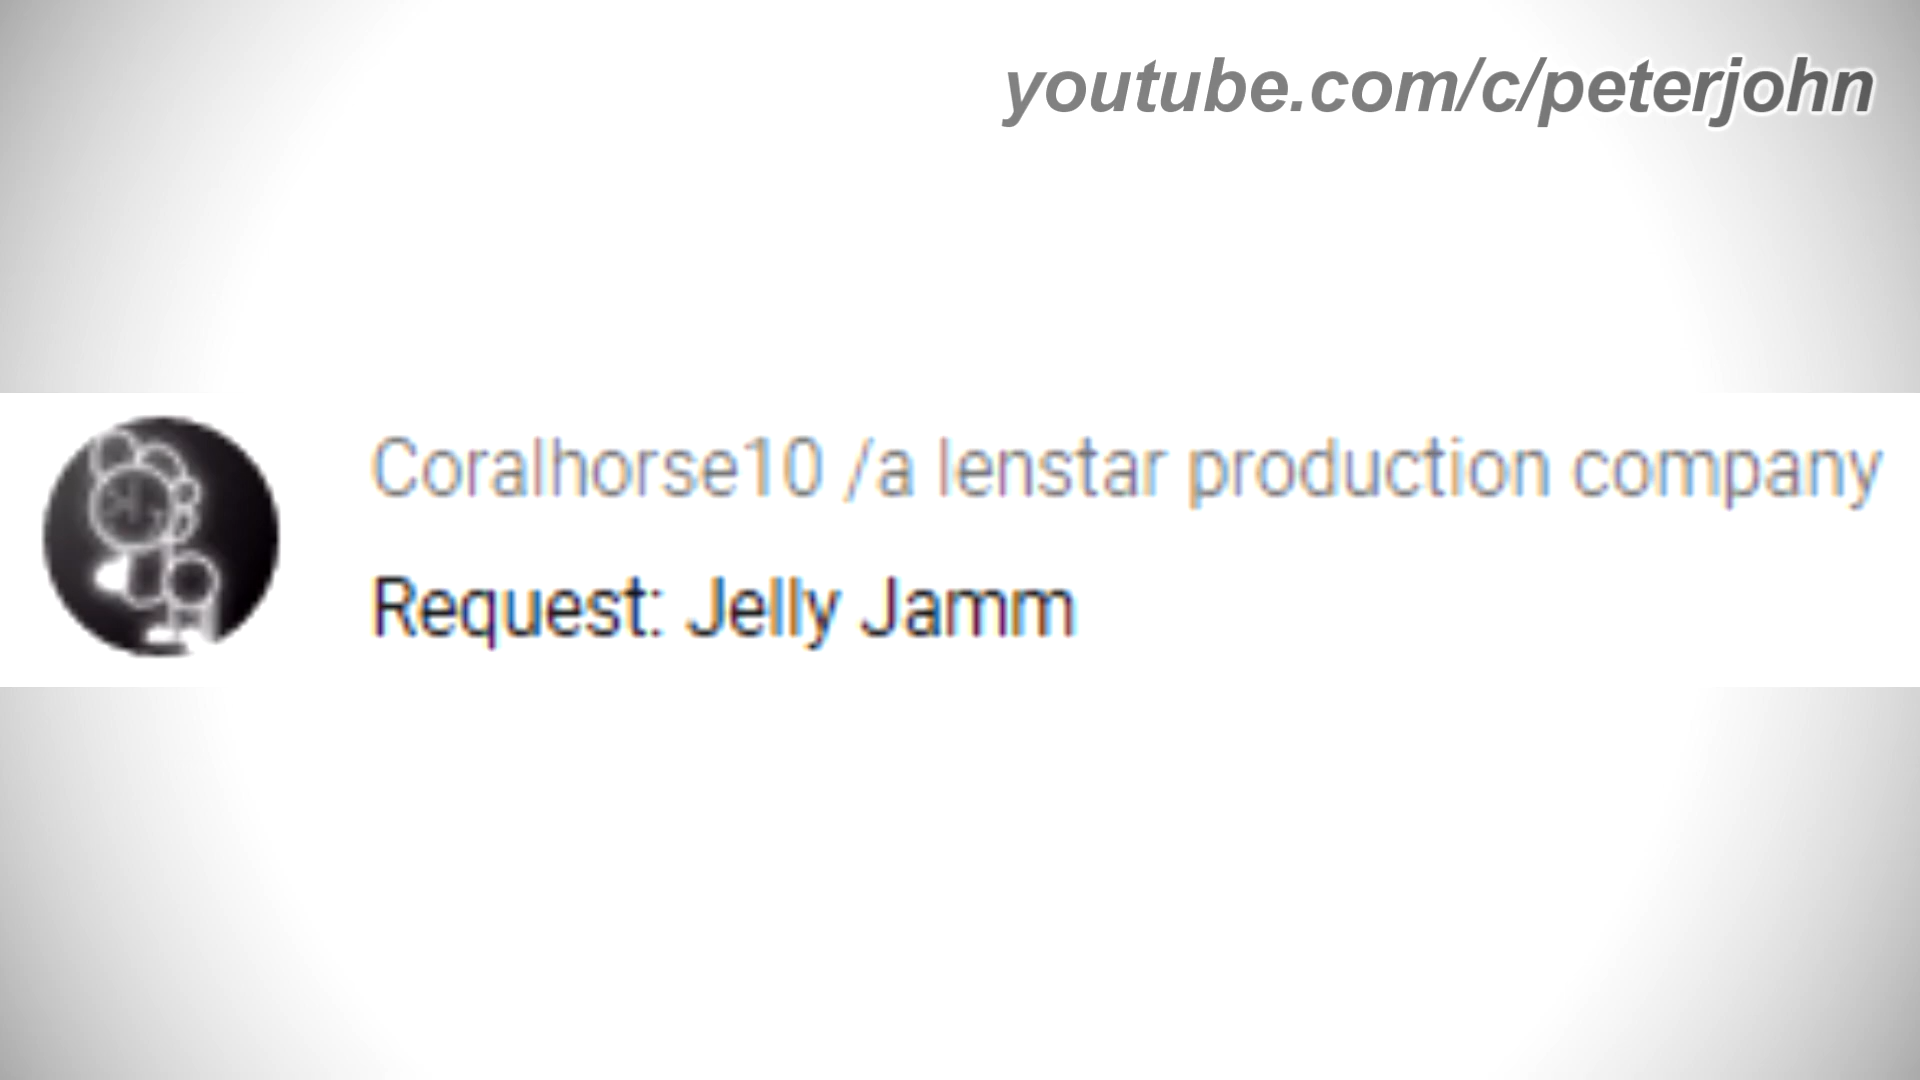 youtube.com/c/peterjohn
Coralhorse10 /a lenstar production company
Request: Jelly Jamm